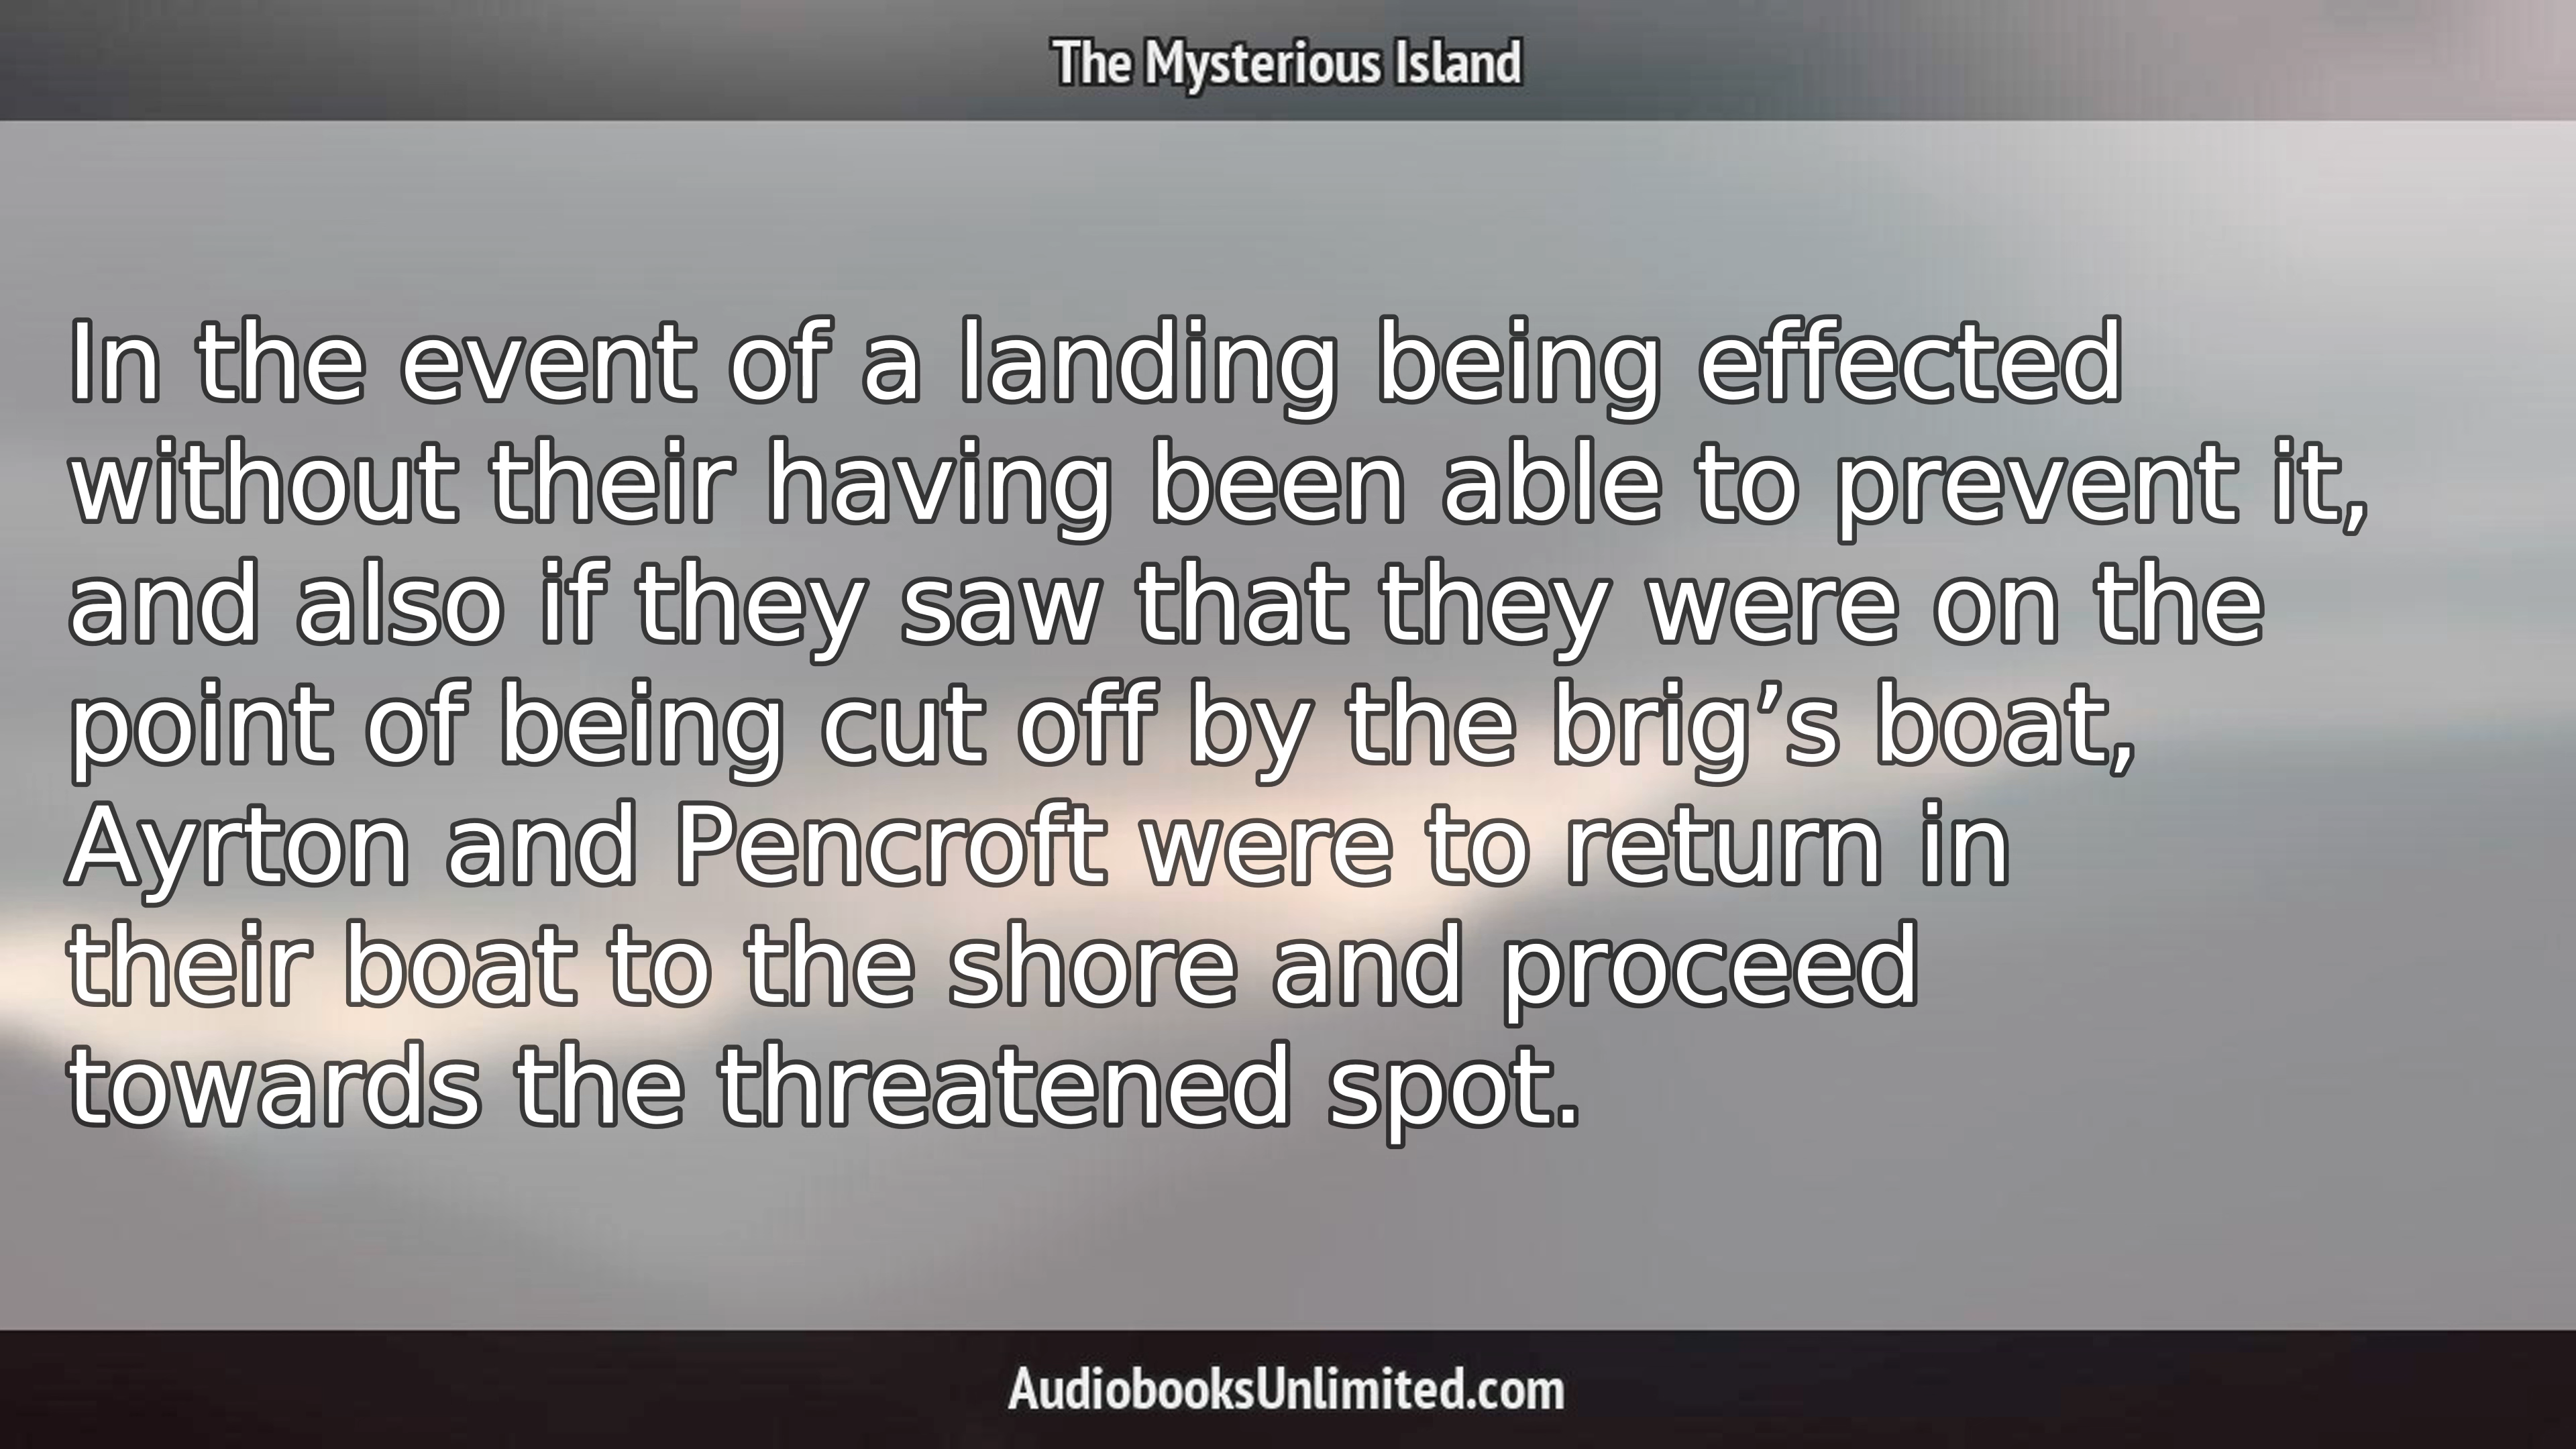 The Mysterious Island
In the event of a landing being effected
without their having been able to prevent it,
and also if they saw that they were on the
point of being cut off by the brig’s boat,
Ayrton and Pencroft were to return in
their boat to the shore and proceed
towards the threatened spot.
AudiobooksUnlimited.com